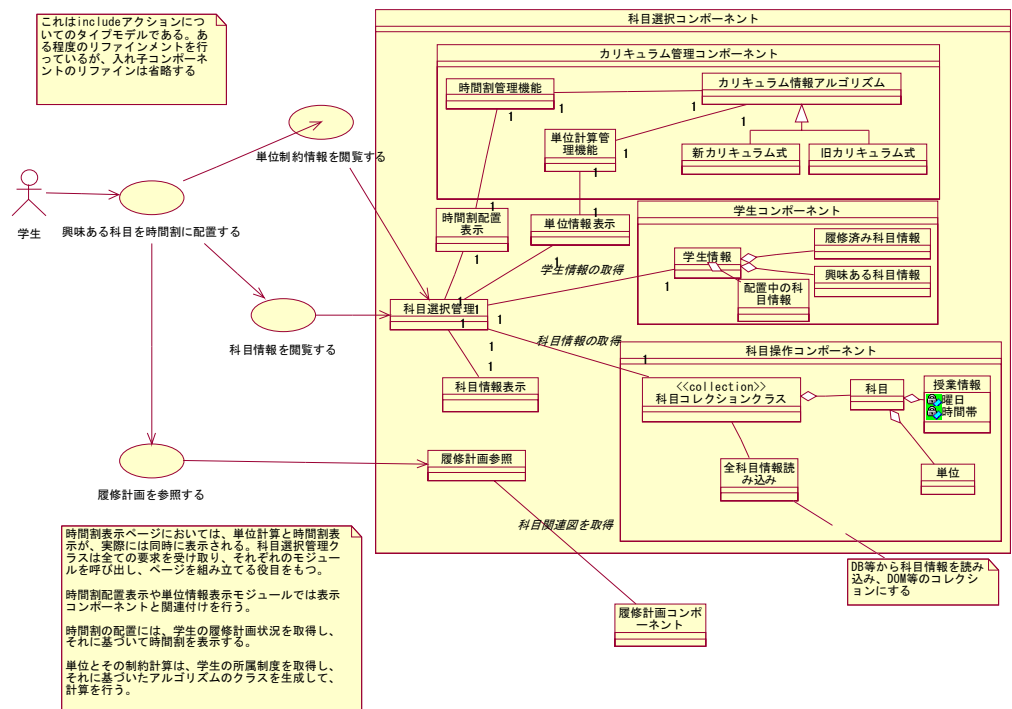 これはincludeアクションにつ
いてのタイプモデルである。あ
る程度のリファインメントを行
っているが、入れ子コンポーネ
ントのリファインは省略する
科目選択コンポーネント
カリキュラム管理コンポーネント
時間割管理機能
カリキュラム情報アルゴリズム
1
1
1
1
単位計算管
理機能
1
新カリキュラム式
旧カリキュラム式
1
単位制約情報を閲覧する
学生
興味ある科目を時間割に配置する
1
時間割配置
表示
1
1
単位情報表示
1
学生コンポーネント
学生情報
履修済み科目情報
興味ある科目情報
配置中の科
目情報
学生情報の取得
1
科目選択管理
1
1
1
1
科目情報を閲覧する
科目情報の取得
1
1
1
科目情報表示
科目操作コンポーネント
<<collection>>
科目コレクションクラス
科目
授業情報
曜日
時間帯
全科目情報読
み込み
単位
履修計画参照
履修計画を参照する
科目関連図を取得
DB等から科目情報を読み
込み、DOM等のコレクシ
ョンにする
履修計画コンポ
ーネント
時間割表示ページにおいては、単位計算と時間割表
示が、実際には同時に表示される。科目選択管理ク
ラスは全ての要求を受け取り、それぞれのモジュー
ルを呼び出し、ページを組み立てる役目をもつ。
時間割配置表示や単位情報表示モジュールでは表示
コンポーネントと関連付けを行う。
時間割の配置には、学生の履修計画状況を取得し、
それに基づいて時間割を表示する。
単位とその制約計算は、学生の所属制度を取得し、
それに基づいたアルゴリズムのクラスを生成して、
計算を行う。